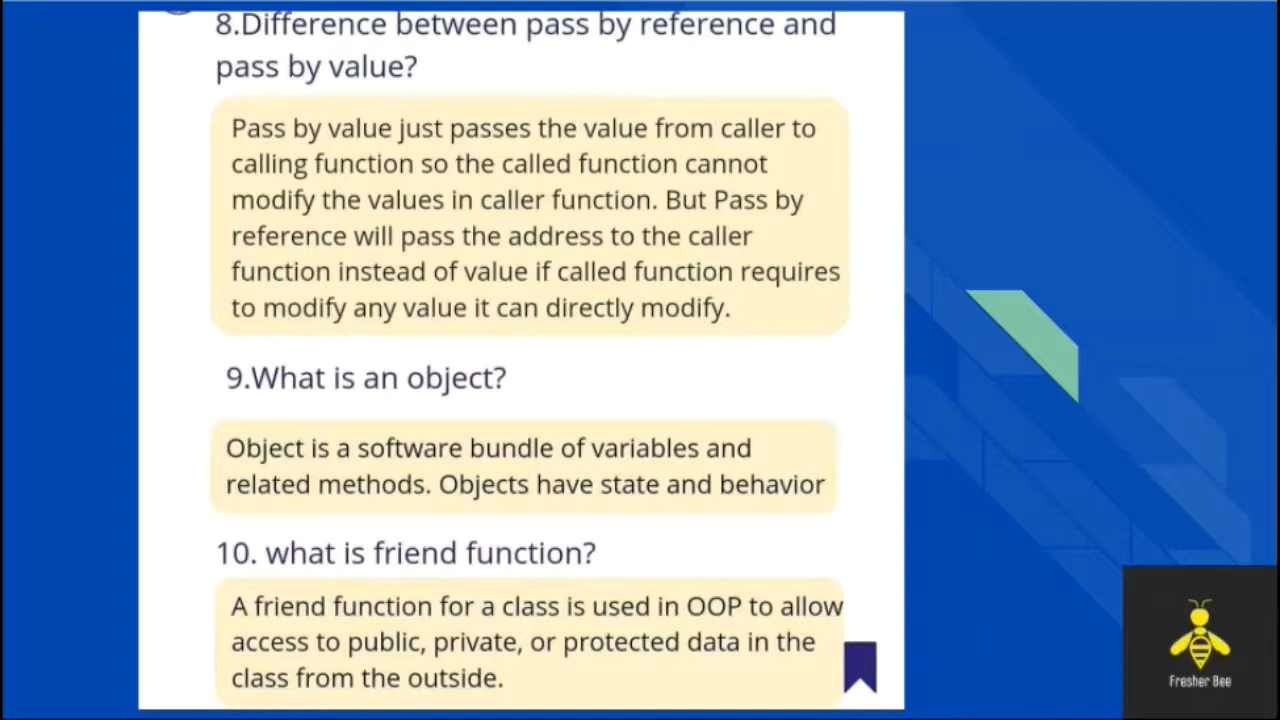 8.Difference between pass by reference and
pass by value?
Pass by value just passes the value from caller to
calling function so the called function cannot
modify the values in caller function. But Pass by
reference will pass the address to the caller
function instead of value if called function requires
to modify any value it can directly modify.
9.What is an object?
Object is a software bundle of variables and
related methods. Objects have state and behavior
10. what is friend function?
A friend function for a class is used in OOP to allow
access to public, private, or protected data in the
class from the outside.
Fresher Bee